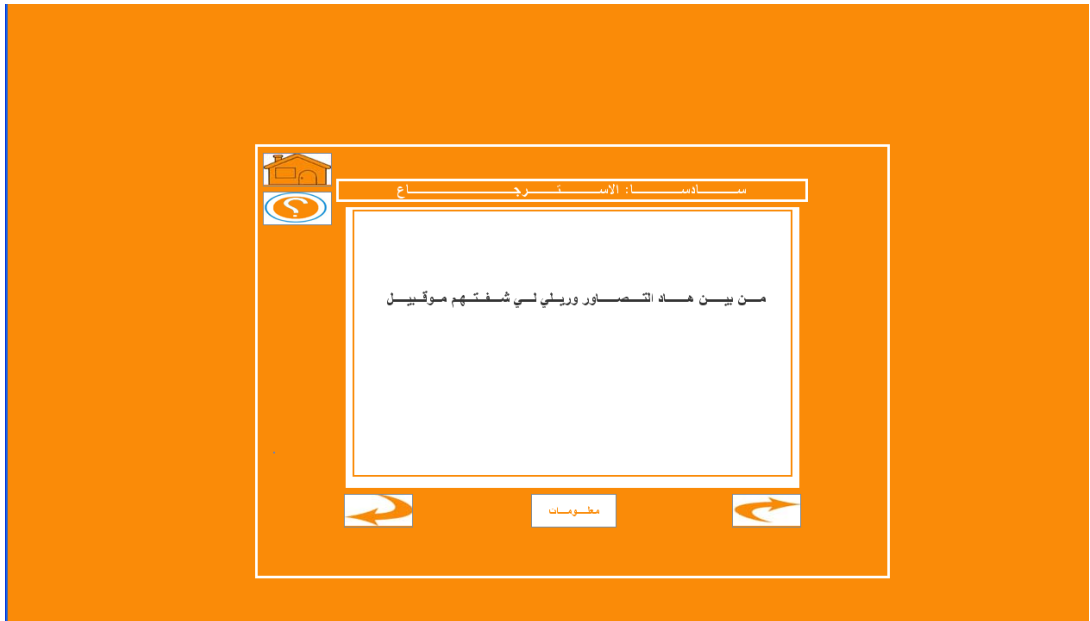 سادسا: الاسترجاع
؟
من بين هاد التصاور وريلي لي شفتهم موقبيل
معلومات